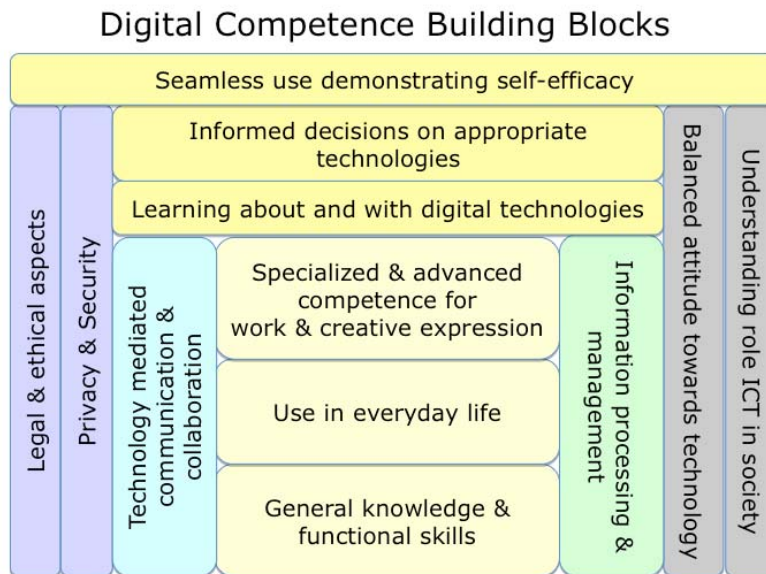 Digital Competence Building Blocks
Seamless use demonstrating self-efficacy
Legal & ethical aspects
Privacy & Security
Informed decisions on appropriate
technologies
Learning about and with digital technologies
Technology mediated
communication &
collaboration
Specialized & advanced
competence for
work & creative expression
Use in everyday life
General knowledge &
functional skills
Information processing &
management
Balanced attitude towards technology
Understanding role ICT in society